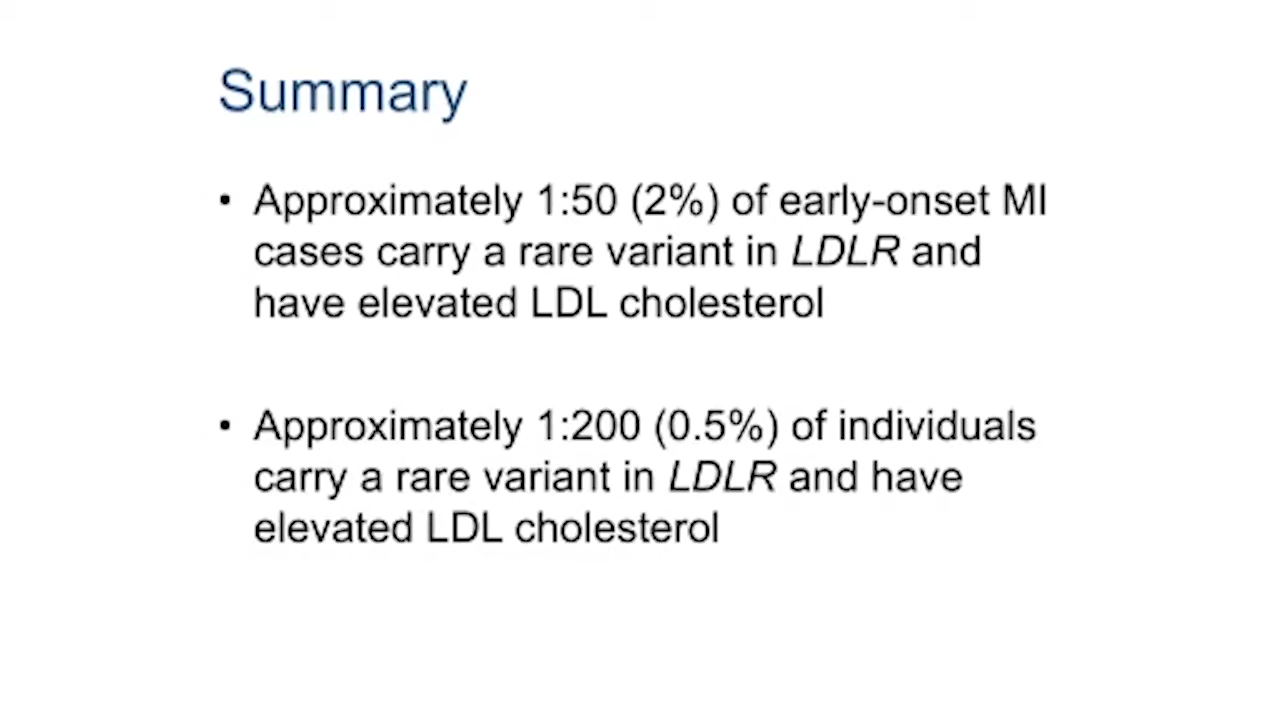 Summary
• Approximately 1:50 (2%) of early-onset MI
cases carry a rare variant in LDLR and
have elevated LDL cholesterol
• Approximately 1:200 (0.5%) of individuals
carry a rare variant in LDLR and have
elevated LDL cholesterol